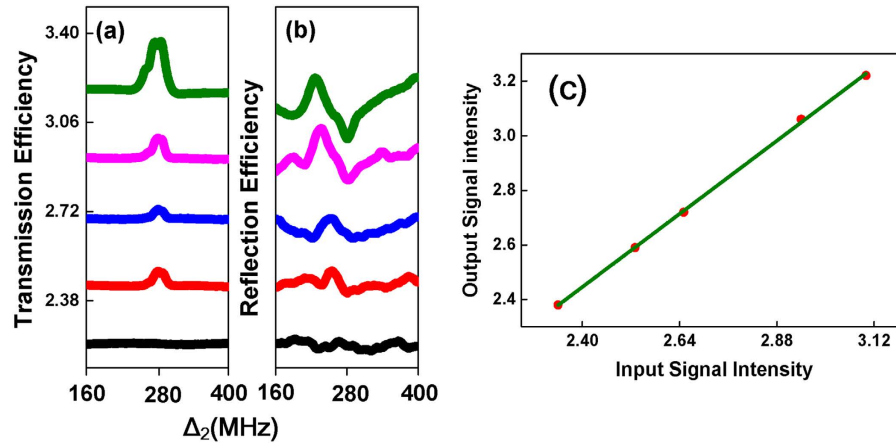 (a)
(b)
Transmission Efficiency
3.40
3.06
2.72
2.38
160
280
400
Reflection Efficiency
160
280
400
Δ₂(MHz)
(c)
Output Signal intensity
3.2
3.0
2.8
2.6
2.4
2.40
2.64
2.88
3.12
Input Signal Intensity